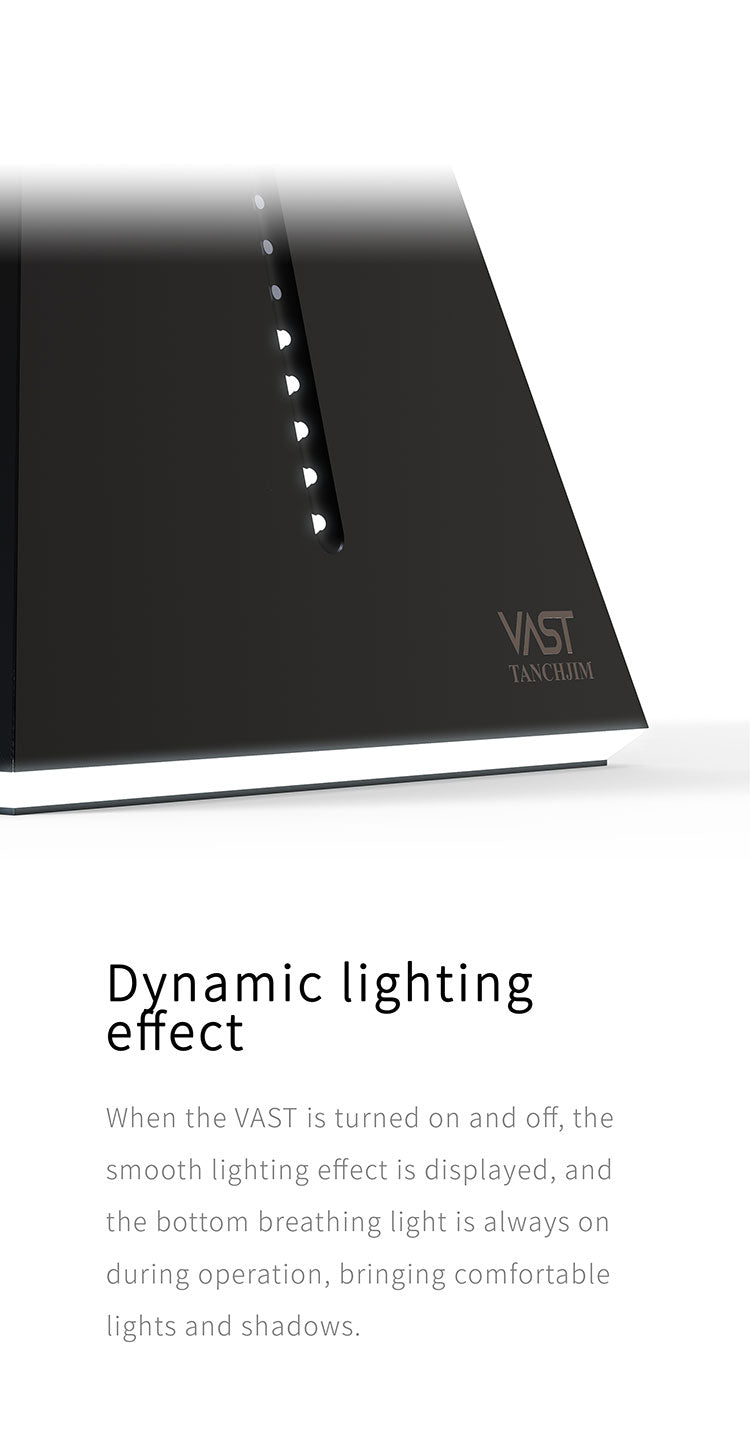 VAST
TANCHJIM
Dynamic lighting
effect
When the VAST is turned on and off, the
smooth lighting effect is displayed, and
the bottom breathing light is always on
during operation, bringing comfortable
lights and shadows.